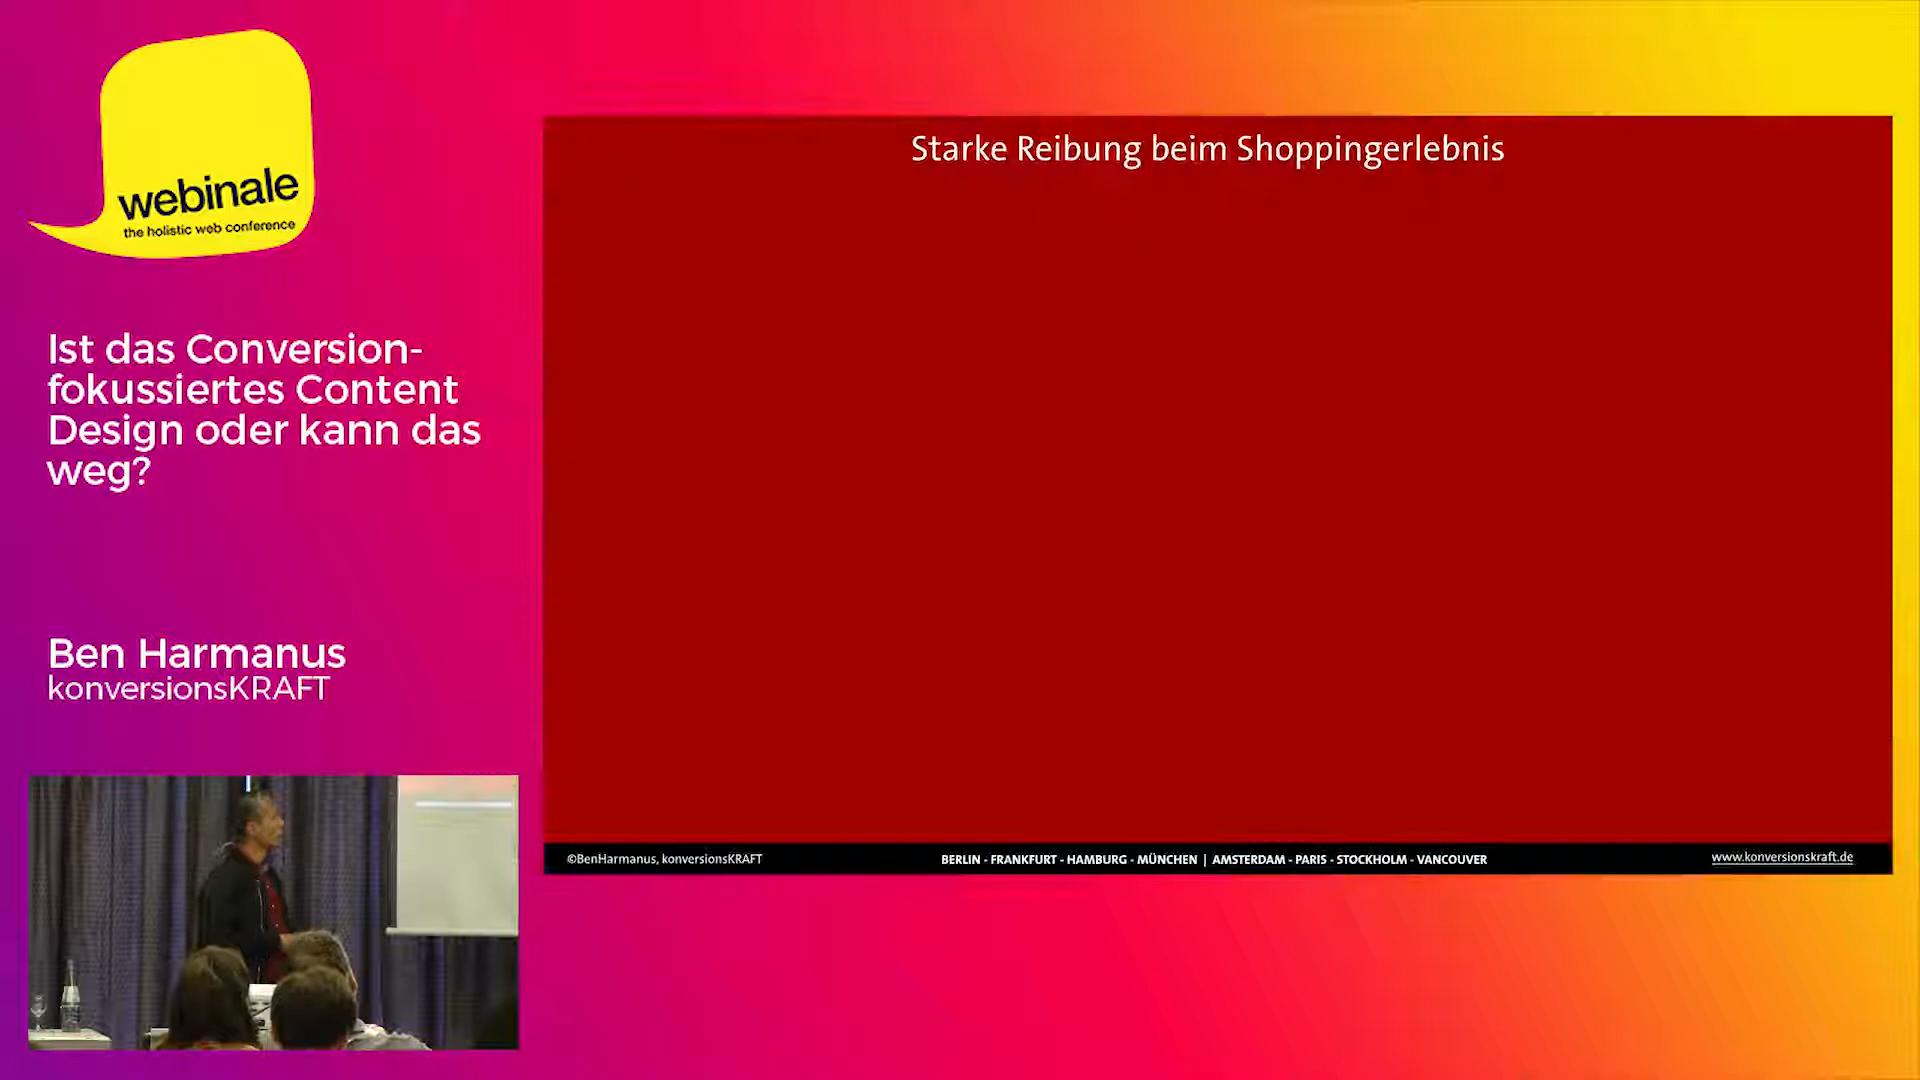 webinale
the holistic web conference
Ist das Conversion-
fokussiertes Content
Design oder kann das
weg?
Ben Harmanus
konversionsKRAFT
Starke Reibung beim Shoppingerlebnis
©BenHarmanus, konversionsKRAFT
BERLIN - FRANKFURT - HAMBURG - MÜNCHEN | AMSTERDAM - PARIS - STOCKHOLM - VANCOUVER
www.konversionskraft.de